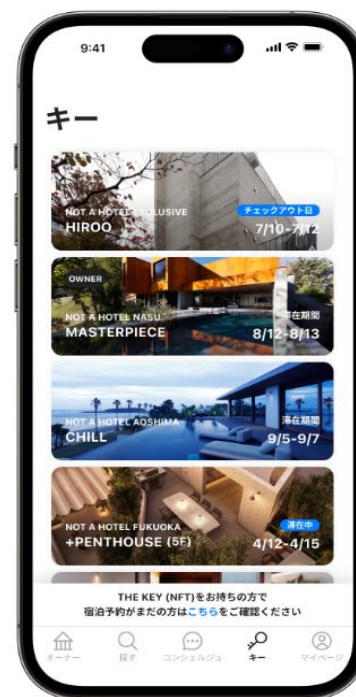 9:41
キー
NOT A HOTEL EXCLUSIVE
HIROO
チェックアウト日
7/10-7/12
OWNER
NOT A HOTEL NASU
MASTERPIECE
滞在期間
8/12-8/13
NOT A HOTEL AOSHIMA
CHILL
滞在期間
9/5-9/7
NOT A HOTEL FUKUOKA
+PENTHOUSE (5F)
滞在中
4/12-4/15
THE KEY (NFT)をお持ちの方で
宿泊予約がまだの方はこちらをご確認ください
オーナー
探す
コンシェルジュ
キー
マイページ